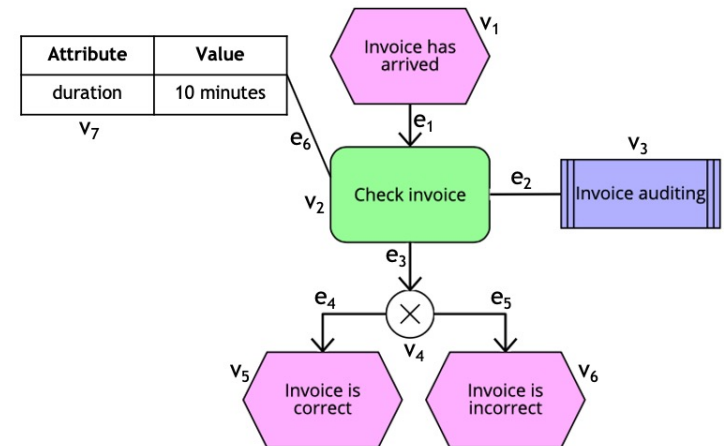 v1
Invoice has
arrived
Attribute Value
duration 10 minutes
v7
e6
e1
v3
v2
Check invoice
e2
Invoice auditing
e3
e4
e5
v4
v5
v6
Invoice is
correct
Invoice is
incorrect